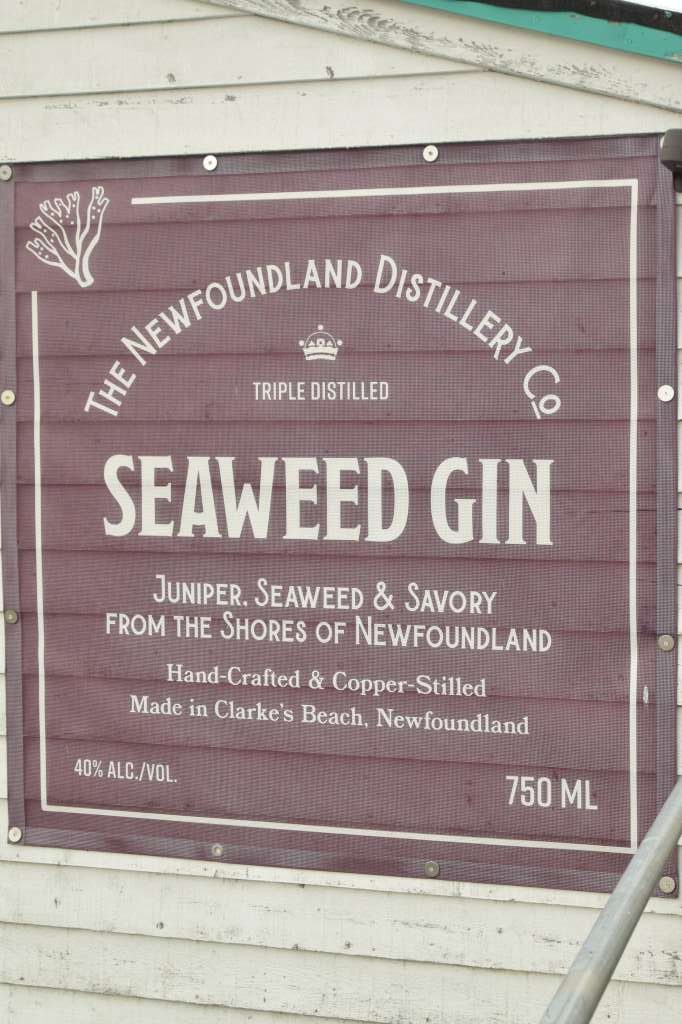 The Newfoundland Distillery Co
TRIPLE DISTILLED
SEAWEED GIN
Juniper, Seaweed & Savory
from the Shores of Newfoundland
Hand-Crafted & Copper-Stilled
Made in Clarke's Beach, Newfoundland
40% ALC./VOL.
750 ML